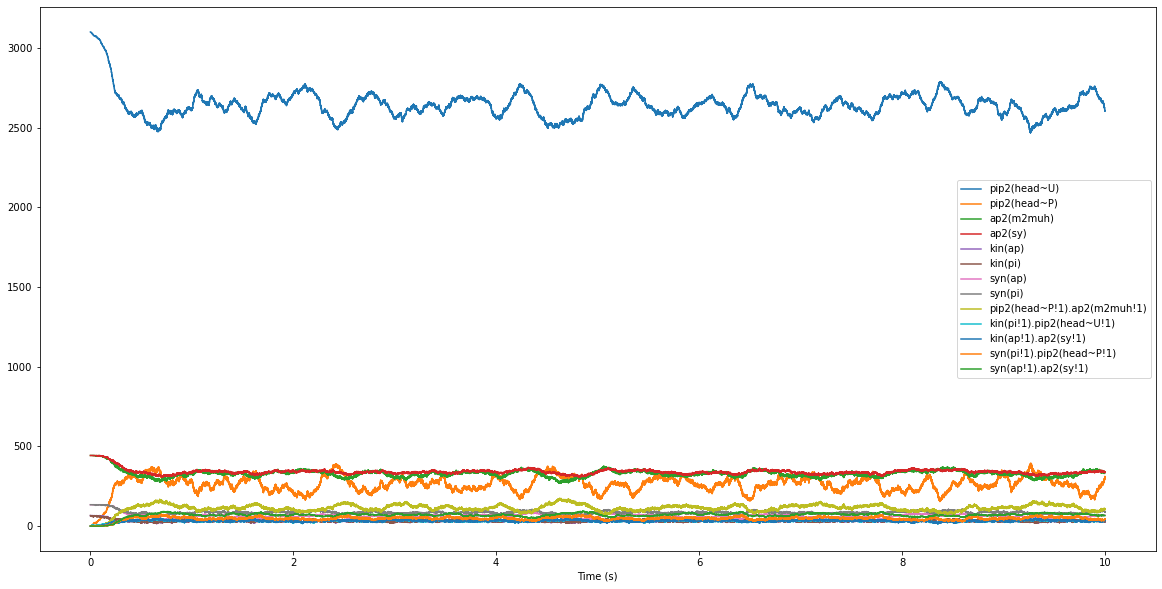 3000
2500
2000
1500
1000
500
0
pip2(head~U)
pip2(head~P)
ap2(m2muh)
ap2(sy)
kin(ap)
kin(pi)
syn(ap)
syn(pi)
pip2(head~P!1).ap2(m2muh!1)
kin(pi!1).pip2(head~U!1)
kin(ap!1).ap2(sy!1)
syn(pi!1).pip2(head~P!1)
syn(ap!1).ap2(sy!1)
0 2 4 6 8 10
Time (s)